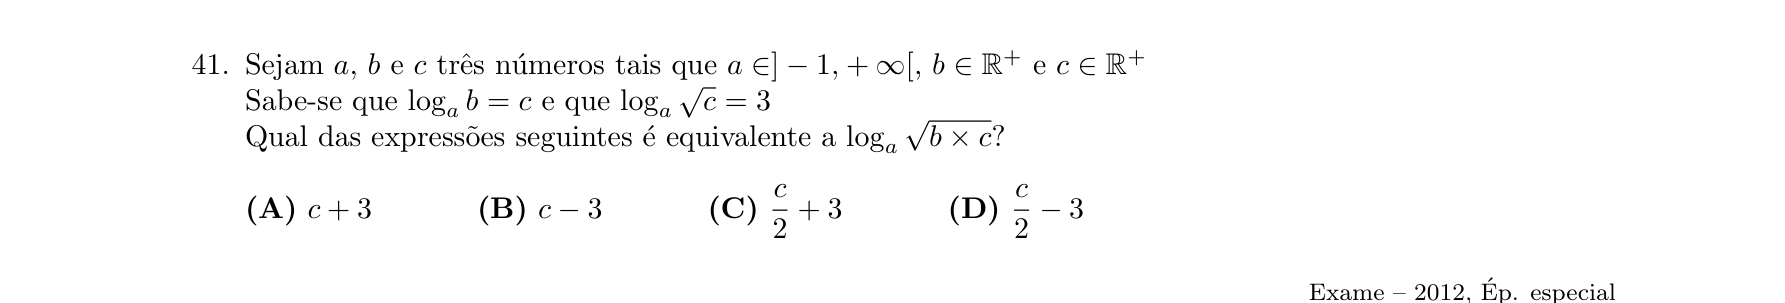 41. Sejam a, b e c três números tais que a ∈] − 1, + ∞[, b ∈ ℝ⁺ e c ∈ ℝ⁺
Sabe-se que logₐ b = c e que logₐ √c = 3
Qual das expressões seguintes é equivalente a logₐ √(b × c)?
(A) c + 3 (B) c − 3 (C) c/2 + 3 (D) c/2 − 3
Exame – 2012, Ép. especial